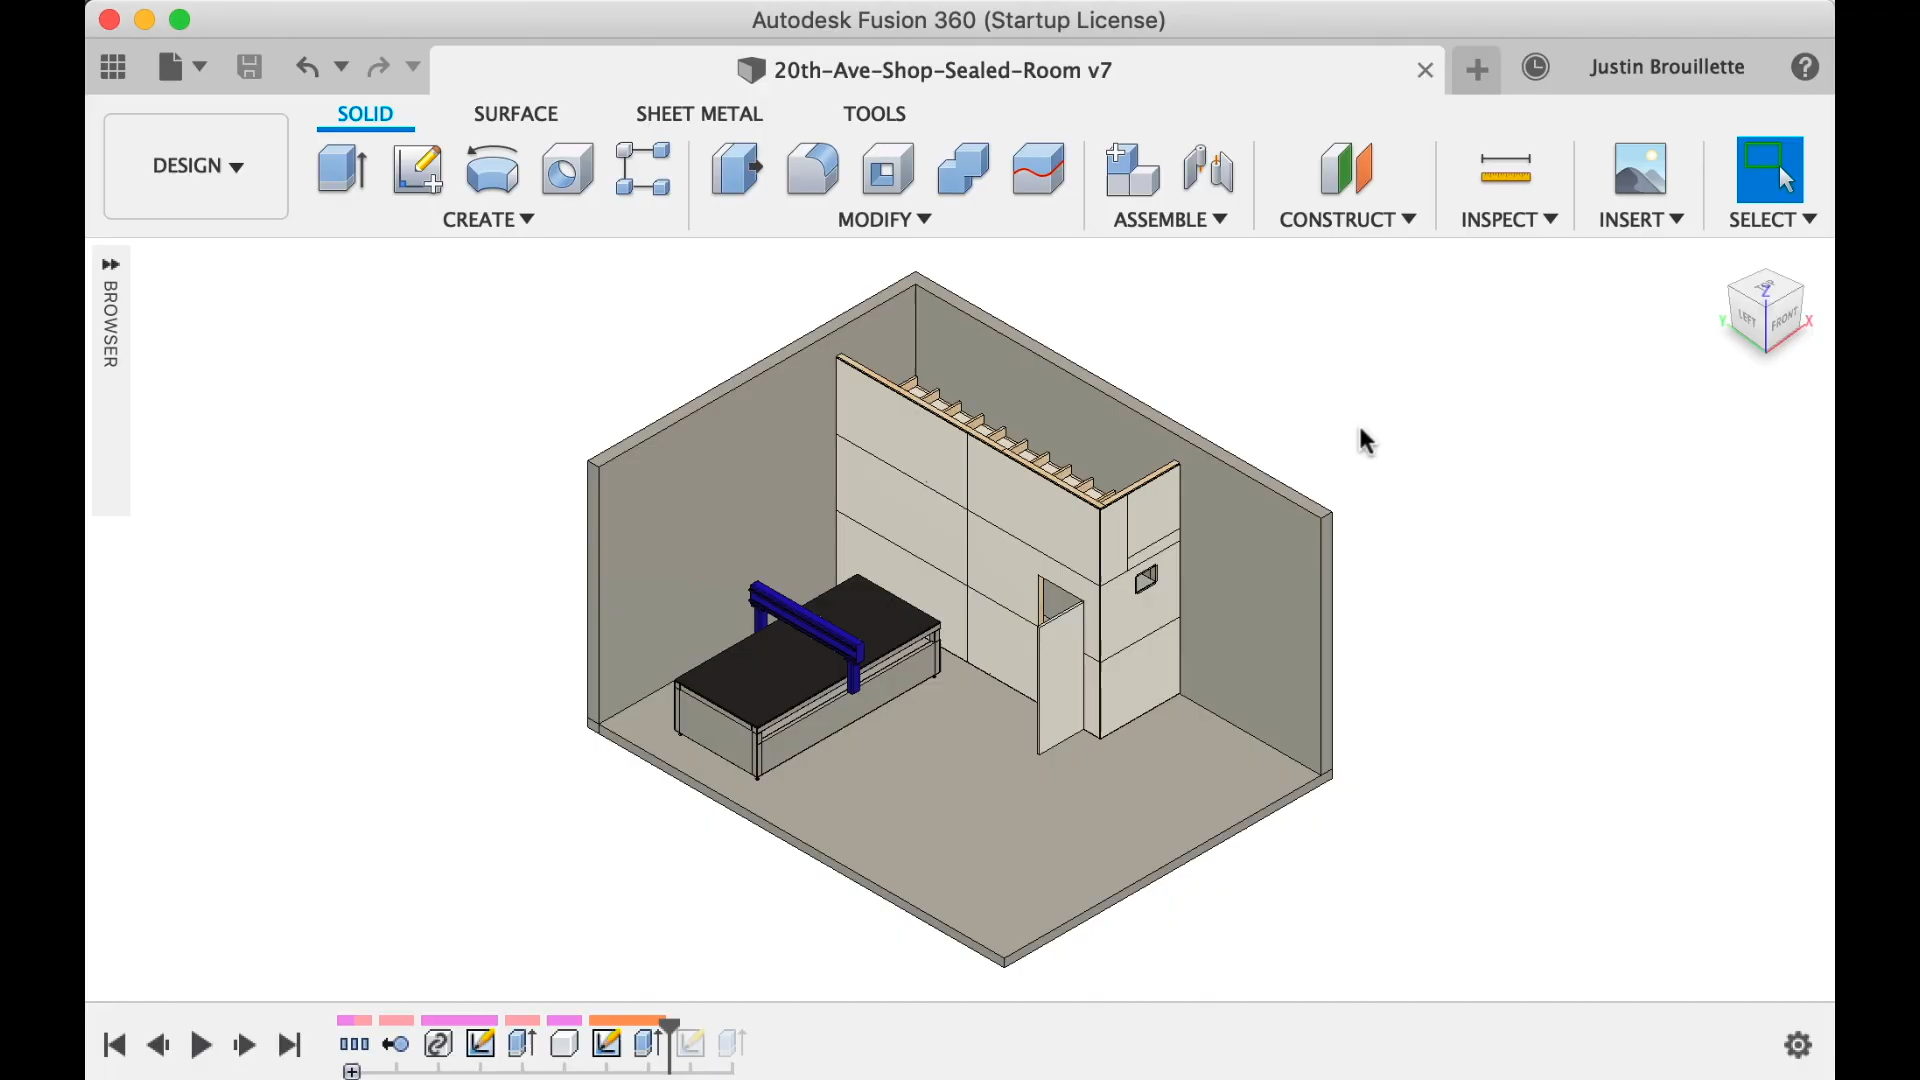 Autodesk Fusion 360 (Startup License)
20th-Ave-Shop-Sealed-Room v7
Justin Brouillette
SOLID SURFACE SHEET METAL TOOLS
DESIGN
CREATE MODIFY ASSEMBLE CONSTRUCT INSPECT INSERT SELECT
BROWSER
TOP
Z
LEFT FRONT
Y X